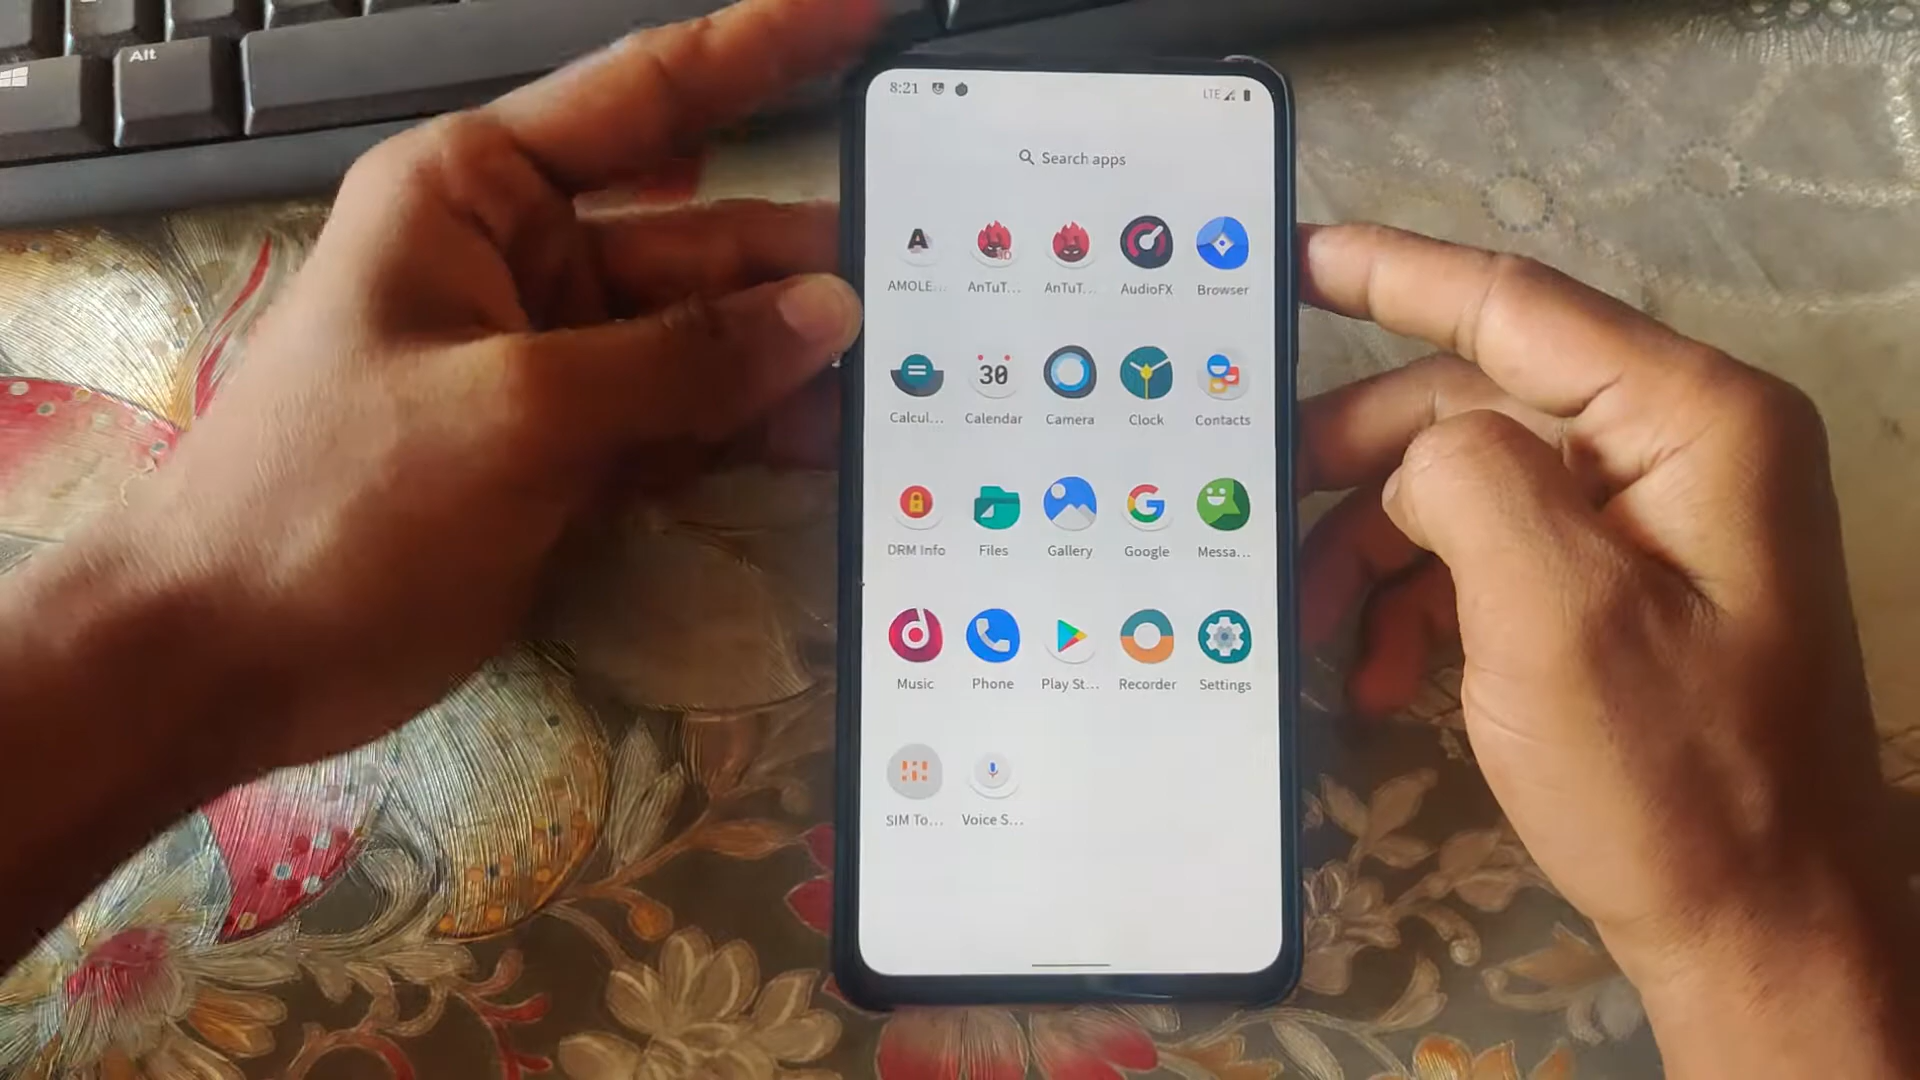 Alt
8:21
LTE
Search apps
A
3D
AMOLE...
AnTuT...
AnTuT...
AudioFX
Browser
30
Calcul...
Calendar
Camera
Clock
Contacts
G
DRM Info
Files
Gallery
Google
Messa...
Music
Phone
Play St...
Recorder
Settings
SIM To...
Voice S...